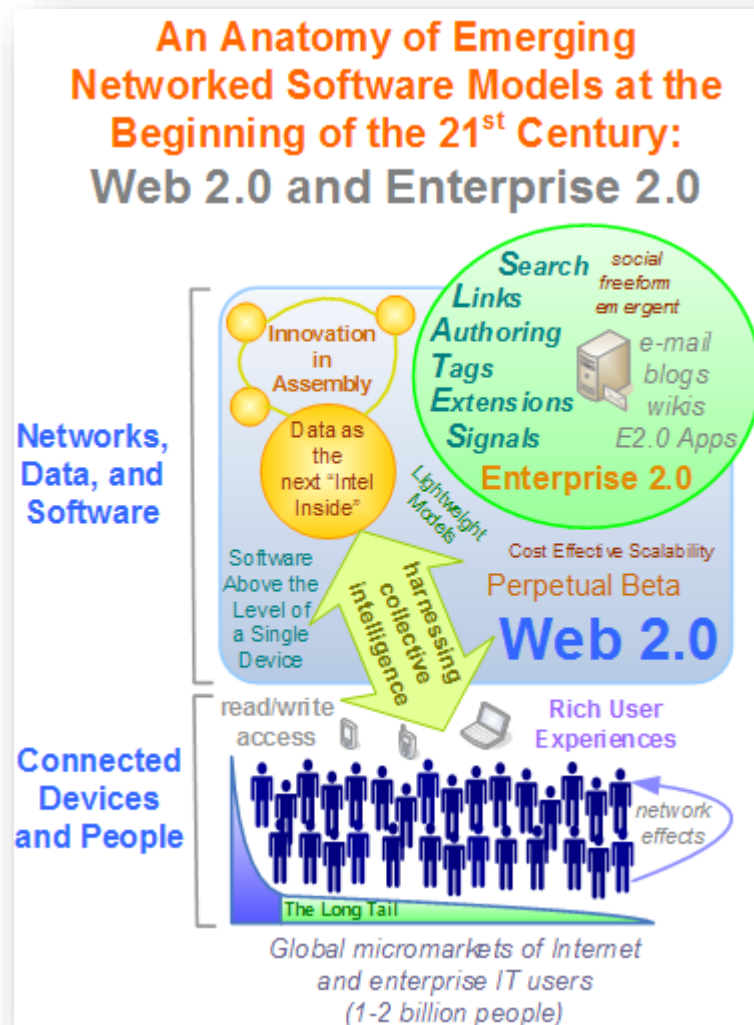 An Anatomy of Emerging
Networked Software Models at the
Beginning of the 21st Century:
Web 2.0 and Enterprise 2.0
Networks,
Data, and
Software
Innovation
in
Assembly
Data as
the
next “Intel
Inside”
Search
Links
Authoring
Tags
Extensions
Signals
social
freeform
emergent
e-mail
blogs
wikis
E2.0 Apps
Enterprise 2.0
Lightweight
Models
Software
Above the
Level of
a Single
Device
harnessing
collective
intelligence
Cost Effective Scalability
Perpetual Beta
Web 2.0
Connected
Devices
and People
read/write
access
Rich User
Experiences
network
effects
The Long Tail
Global micromarkets of Internet
and enterprise IT users
(1-2 billion people)